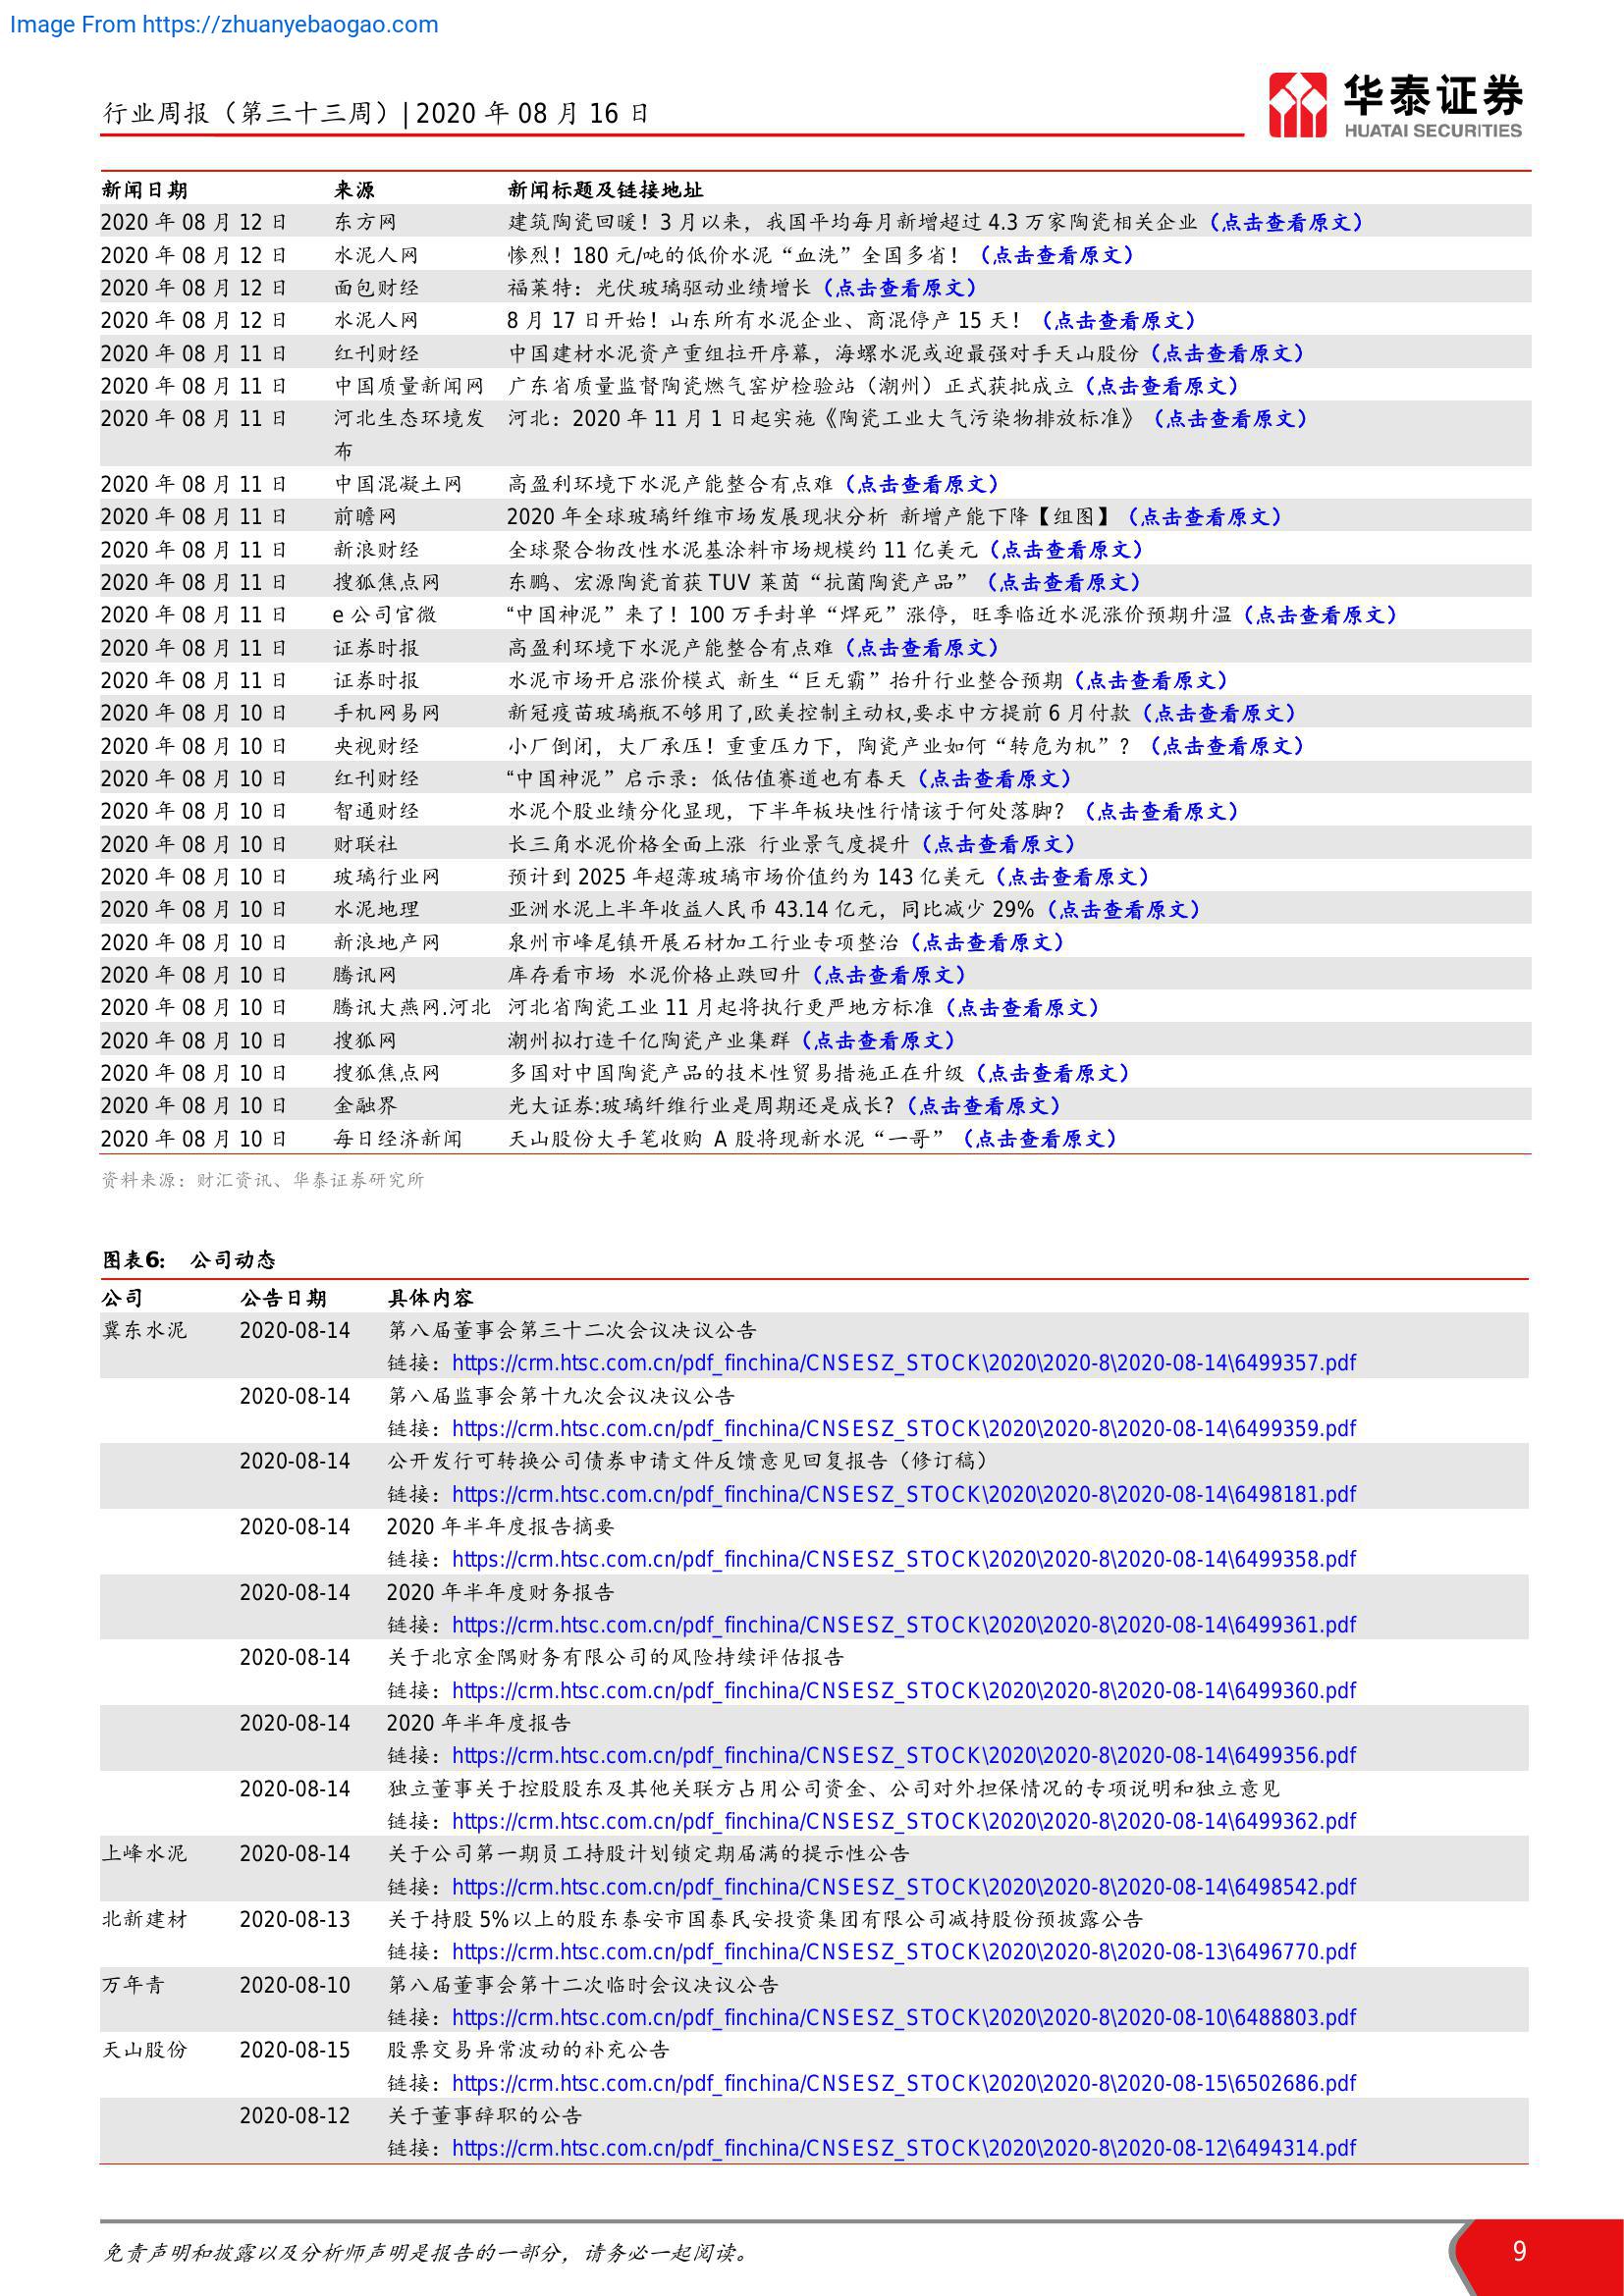 Image From https://zhuanyebaogao.com
行业周报（第三十三周）| 2020 年 08 月 16 日
华泰证券
HUATAI SECURITIES
新闻日期 来源 新闻标题及链接地址
2020 年 08 月 12 日 东方网 建筑陶瓷回暖！3 月以来，我国平均每月新增超过 4.3 万家陶瓷相关企业（点击查看原文）
2020 年 08 月 12 日 水泥人网 惨烈！180 元/吨的低价水泥“血洗”全国多省！（点击查看原文）
2020 年 08 月 12 日 面包财经 福莱特：光伏玻璃驱动业绩增长（点击查看原文）
2020 年 08 月 12 日 水泥人网 8 月 17 日开始！山东所有水泥企业、商混停产 15 天！（点击查看原文）
2020 年 08 月 11 日 红刊财经 中国建材水泥资产重组拉开序幕，海螺水泥或迎最强对手天山股份（点击查看原文）
2020 年 08 月 11 日 中国质量新闻网 广东省质量监督陶瓷燃气窑炉检验站（潮州）正式获批成立（点击查看原文）
2020 年 08 月 11 日 河北生态环境发 河北：2020 年 11 月 1 日起实施《陶瓷工业大气污染物排放标准》（点击查看原文）
布
2020 年 08 月 11 日 中国混凝土网 高盈利环境下水泥产能整合有点难（点击查看原文）
2020 年 08 月 11 日 前瞻网 2020 年全球玻璃纤维市场发展现状分析 新增产能下降【组图】（点击查看原文）
2020 年 08 月 11 日 新浪财经 全球聚合物改性水泥基涂料市场规模约 11 亿美元（点击查看原文）
2020 年 08 月 11 日 搜狐焦点网 东鹏、宏源陶瓷首获 TUV 莱茵“抗菌陶瓷产品”（点击查看原文）
2020 年 08 月 11 日 e 公司官微 “中国神泥”来了！100 万手封单“焊死”涨停，旺季临近水泥涨价预期升温（点击查看原文）
2020 年 08 月 11 日 证券时报 高盈利环境下水泥产能整合有点难（点击查看原文）
2020 年 08 月 11 日 证券时报 水泥市场开启涨价模式 新生“巨无霸”抬升行业整合预期（点击查看原文）
2020 年 08 月 10 日 手机网易网 新冠疫苗玻璃瓶不够用了,欧美控制主动权,要求中方提前 6 月付款（点击查看原文）
2020 年 08 月 10 日 央视财经 小厂倒闭，大厂承压！重重压力下，陶瓷产业如何“转危为机”？（点击查看原文）
2020 年 08 月 10 日 红刊财经 “中国神泥”启示录：低估值赛道也有春天（点击查看原文）
2020 年 08 月 10 日 智通财经 水泥个股业绩分化显现，下半年板块性行情该于何处落脚？（点击查看原文）
2020 年 08 月 10 日 财联社 长三角水泥价格全面上涨 行业景气度提升（点击查看原文）
2020 年 08 月 10 日 玻璃行业网 预计到 2025 年超薄玻璃市场价值约为 143 亿美元（点击查看原文）
2020 年 08 月 10 日 水泥地理 亚洲水泥上半年收益人民币 43.14 亿元，同比减少 29%（点击查看原文）
2020 年 08 月 10 日 新浪地产网 泉州市峰尾镇开展石材加工行业专项整治（点击查看原文）
2020 年 08 月 10 日 腾讯网 库存看市场 水泥价格止跌回升（点击查看原文）
2020 年 08 月 10 日 腾讯大燕网.河北 河北省陶瓷工业 11 月起将执行更严地方标准（点击查看原文）
2020 年 08 月 10 日 搜狐网 潮州拟打造千亿陶瓷产业集群（点击查看原文）
2020 年 08 月 10 日 搜狐焦点网 多国对中国陶瓷产品的技术性贸易措施正在升级（点击查看原文）
2020 年 08 月 10 日 金融界 光大证券:玻璃纤维行业是周期还是成长?（点击查看原文）
2020 年 08 月 10 日 每日经济新闻 天山股份大手笔收购 A 股将现新水泥“一哥”（点击查看原文）
资料来源：财汇资讯、华泰证券研究所
图表6： 公司动态
公司 公告日期 具体内容
冀东水泥 2020-08-14 第八届董事会第三十二次会议决议公告
链接：https://crm.htsc.com.cn/pdf_finchina/CNSESZ_STOCK\2020\2020-8\2020-08-14\6499357.pdf
2020-08-14 第八届监事会第十九次会议决议公告
链接：https://crm.htsc.com.cn/pdf_finchina/CNSESZ_STOCK\2020\2020-8\2020-08-14\6499359.pdf
2020-08-14 公开发行可转换公司债券申请文件反馈意见回复报告（修订稿）
链接：https://crm.htsc.com.cn/pdf_finchina/CNSESZ_STOCK\2020\2020-8\2020-08-14\6498181.pdf
2020-08-14 2020 年半年度报告摘要
链接：https://crm.htsc.com.cn/pdf_finchina/CNSESZ_STOCK\2020\2020-8\2020-08-14\6499358.pdf
2020-08-14 2020 年半年度财务报告
链接：https://crm.htsc.com.cn/pdf_finchina/CNSESZ_STOCK\2020\2020-8\2020-08-14\6499361.pdf
2020-08-14 关于北京金隅财务有限公司的风险持续评估报告
链接：https://crm.htsc.com.cn/pdf_finchina/CNSESZ_STOCK\2020\2020-8\2020-08-14\6499360.pdf
2020-08-14 2020 年半年度报告
链接：https://crm.htsc.com.cn/pdf_finchina/CNSESZ_STOCK\2020\2020-8\2020-08-14\6499356.pdf
2020-08-14 独立董事关于控股股东及其他关联方占用公司资金、公司对外担保情况的专项说明和独立意见
链接：https://crm.htsc.com.cn/pdf_finchina/CNSESZ_STOCK\2020\2020-8\2020-08-14\6499362.pdf
上峰水泥 2020-08-14 关于公司第一期员工持股计划锁定期届满的提示性公告
链接：https://crm.htsc.com.cn/pdf_finchina/CNSESZ_STOCK\2020\2020-8\2020-08-14\6498542.pdf
北新建材 2020-08-13 关于持股 5%以上的股东泰安市国泰民安投资集团有限公司减持股份预披露公告
链接：https://crm.htsc.com.cn/pdf_finchina/CNSESZ_STOCK\2020\2020-8\2020-08-13\6496770.pdf
万年青 2020-08-10 第八届董事会第十二次临时会议决议公告
链接：https://crm.htsc.com.cn/pdf_finchina/CNSESZ_STOCK\2020\2020-8\2020-08-10\6488803.pdf
天山股份 2020-08-15 股票交易异常波动的补充公告
链接：https://crm.htsc.com.cn/pdf_finchina/CNSESZ_STOCK\2020\2020-8\2020-08-15\6502686.pdf
2020-08-12 关于董事辞职的公告
链接：https://crm.htsc.com.cn/pdf_finchina/CNSESZ_STOCK\2020\2020-8\2020-08-12\6494314.pdf
免责声明和披露以及分析师声明是报告的一部分，请务必一起阅读。
9